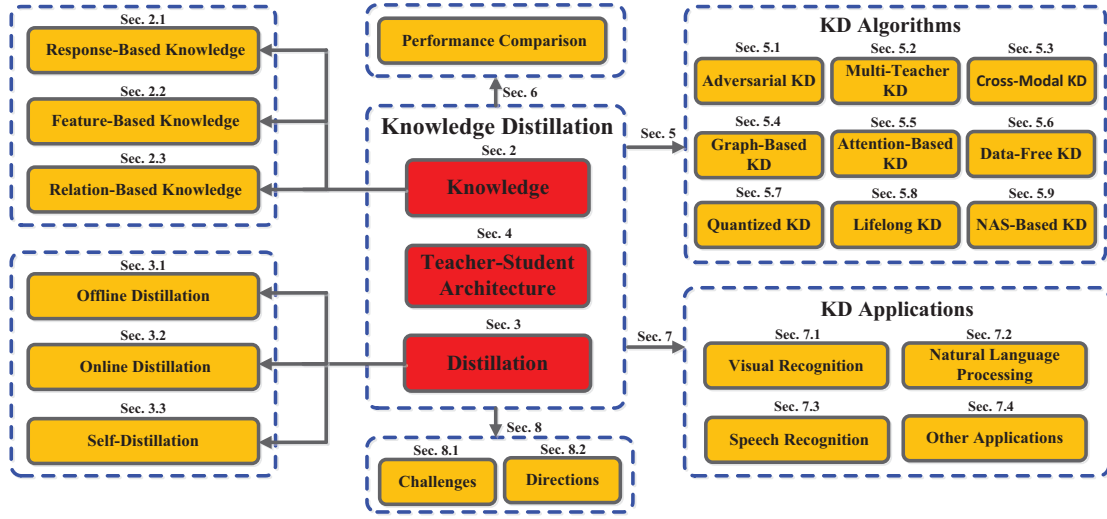 Sec. 2.1
Response-Based Knowledge
Sec. 2.2
Feature-Based Knowledge
Sec. 2.3
Relation-Based Knowledge
Sec. 3.1
Offline Distillation
Sec. 3.2
Online Distillation
Sec. 3.3
Self-Distillation
Performance Comparison
Sec. 6
Knowledge Distillation
Sec. 2
Knowledge
Sec. 4
Teacher-Student
Architecture
Sec. 3
Distillation
Sec. 8
Sec. 8.1
Challenges
Sec. 8.2
Directions
Sec. 5
KD Algorithms
Sec. 5.1
Adversarial KD
Sec. 5.2
Multi-Teacher
KD
Sec. 5.3
Cross-Modal KD
Sec. 5.4
Graph-Based
KD
Sec. 5.5
Attention-Based
KD
Sec. 5.6
Data-Free KD
Sec. 5.7
Quantized KD
Sec. 5.8
Lifelong KD
Sec. 5.9
NAS-Based KD
Sec. 7
KD Applications
Sec. 7.1
Visual Recognition
Sec. 7.2
Natural Language
Processing
Sec. 7.3
Speech Recognition
Sec. 7.4
Other Applications